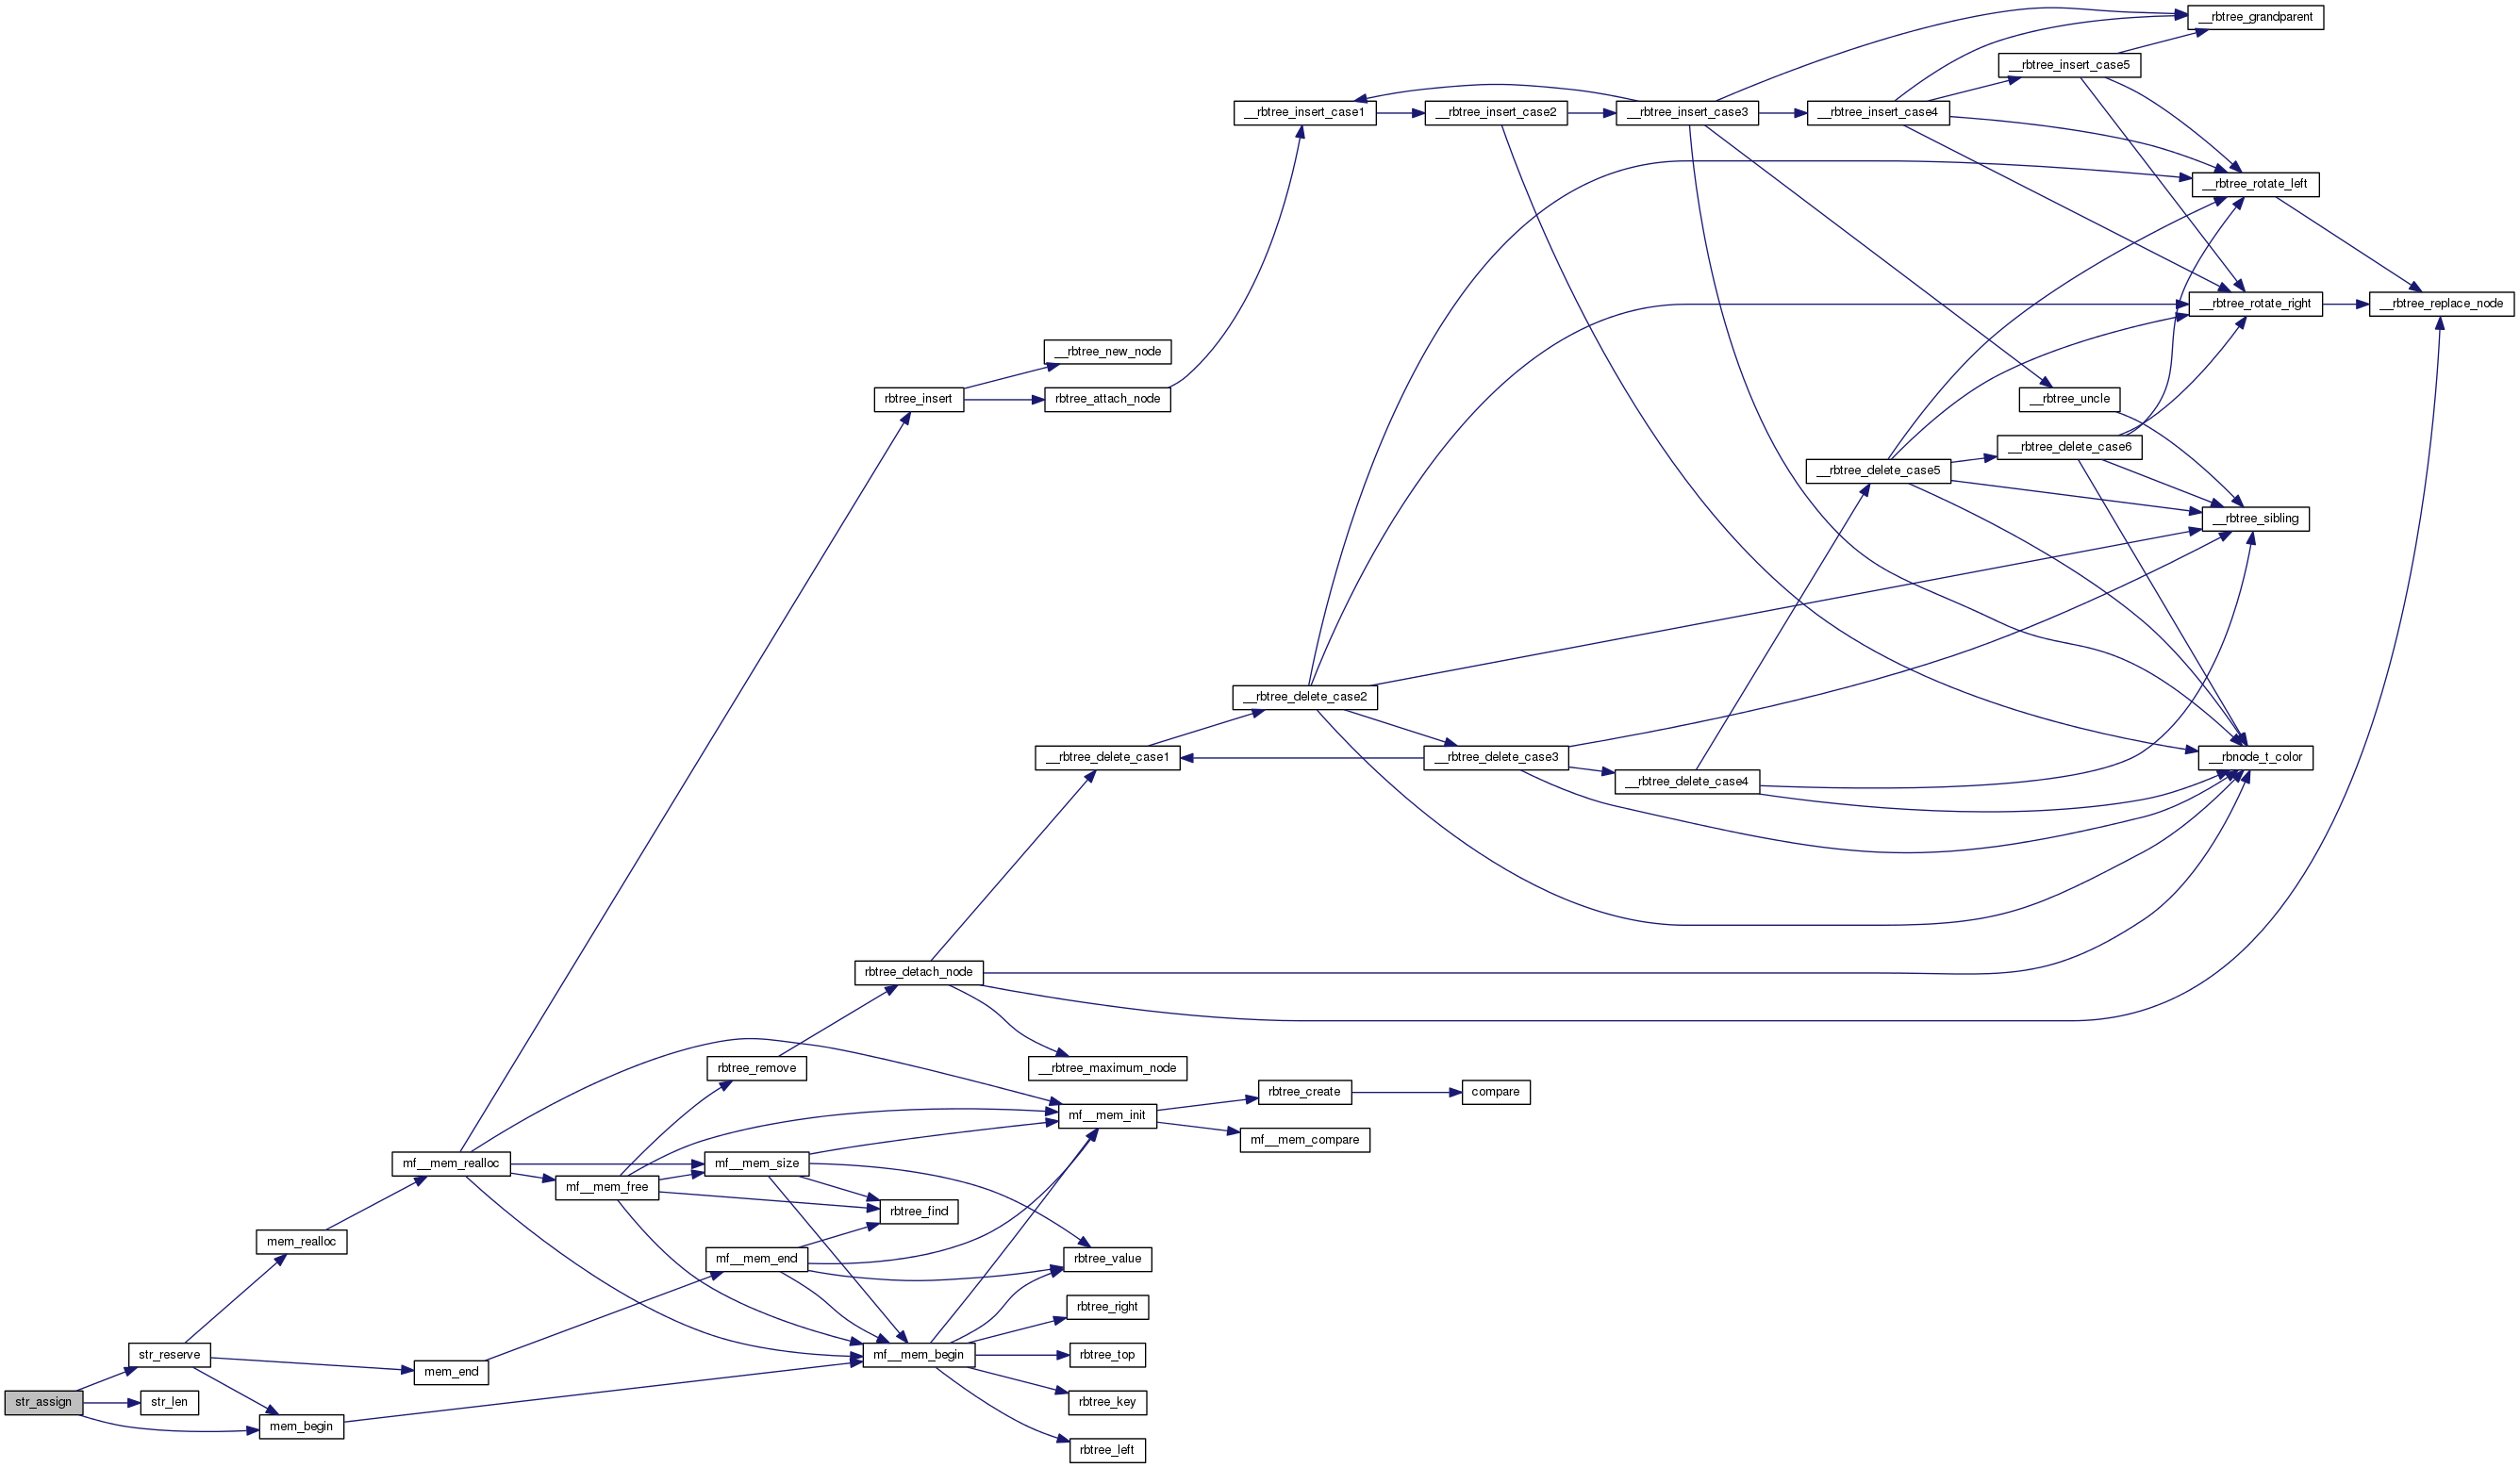 __rbtree_grandparent
__rbtree_insert_case5
__rbtree_insert_case1
__rbtree_insert_case2
__rbtree_insert_case3
__rbtree_insert_case4
__rbtree_rotate_left
__rbtree_rotate_right
__rbtree_replace_node
__rbtree_new_node
rbtree_insert
rbtree_attach_node
__rbtree_uncle
__rbtree_delete_case6
__rbtree_delete_case5
__rbtree_sibling
__rbtree_delete_case2
__rbtree_delete_case1
__rbtree_delete_case3
__rbnode_t_color
__rbtree_delete_case4
rbtree_detach_node
rbtree_remove
__rbtree_maximum_node
rbtree_create
compare
mf__mem_init
mf__mem_compare
mf__mem_realloc
mf__mem_size
mf__mem_free
rbtree_find
mem_realloc
mf__mem_end
rbtree_value
rbtree_right
str_reserve
mf__mem_begin
rbtree_top
mem_end
str_assign
str_len
rbtree_key
mem_begin
rbtree_left